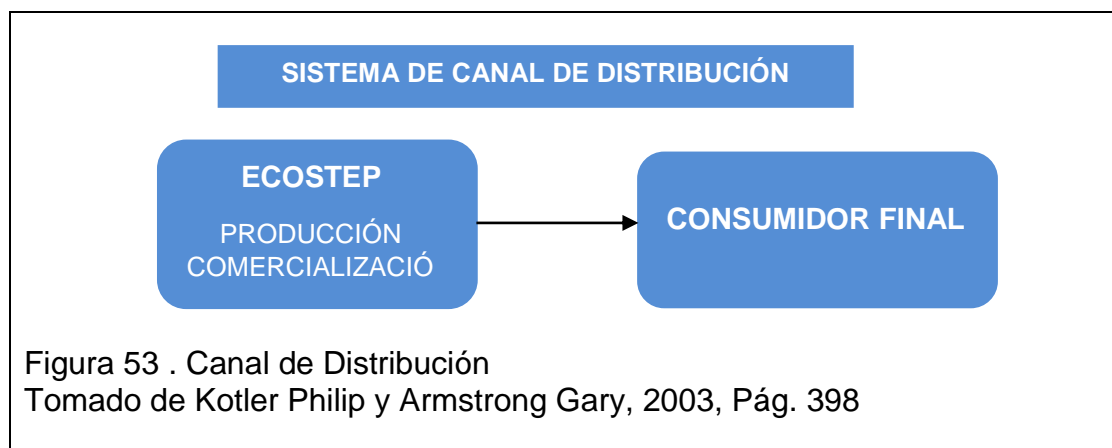 SISTEMA DE CANAL DE DISTRIBUCIÓN
ECOSTEP
PRODUCCIÓN
COMERCIALIZACIÓ
CONSUMIDOR FINAL
Figura 53 . Canal de Distribución
Tomado de Kotler Philip y Armstrong Gary, 2003, Pág. 398